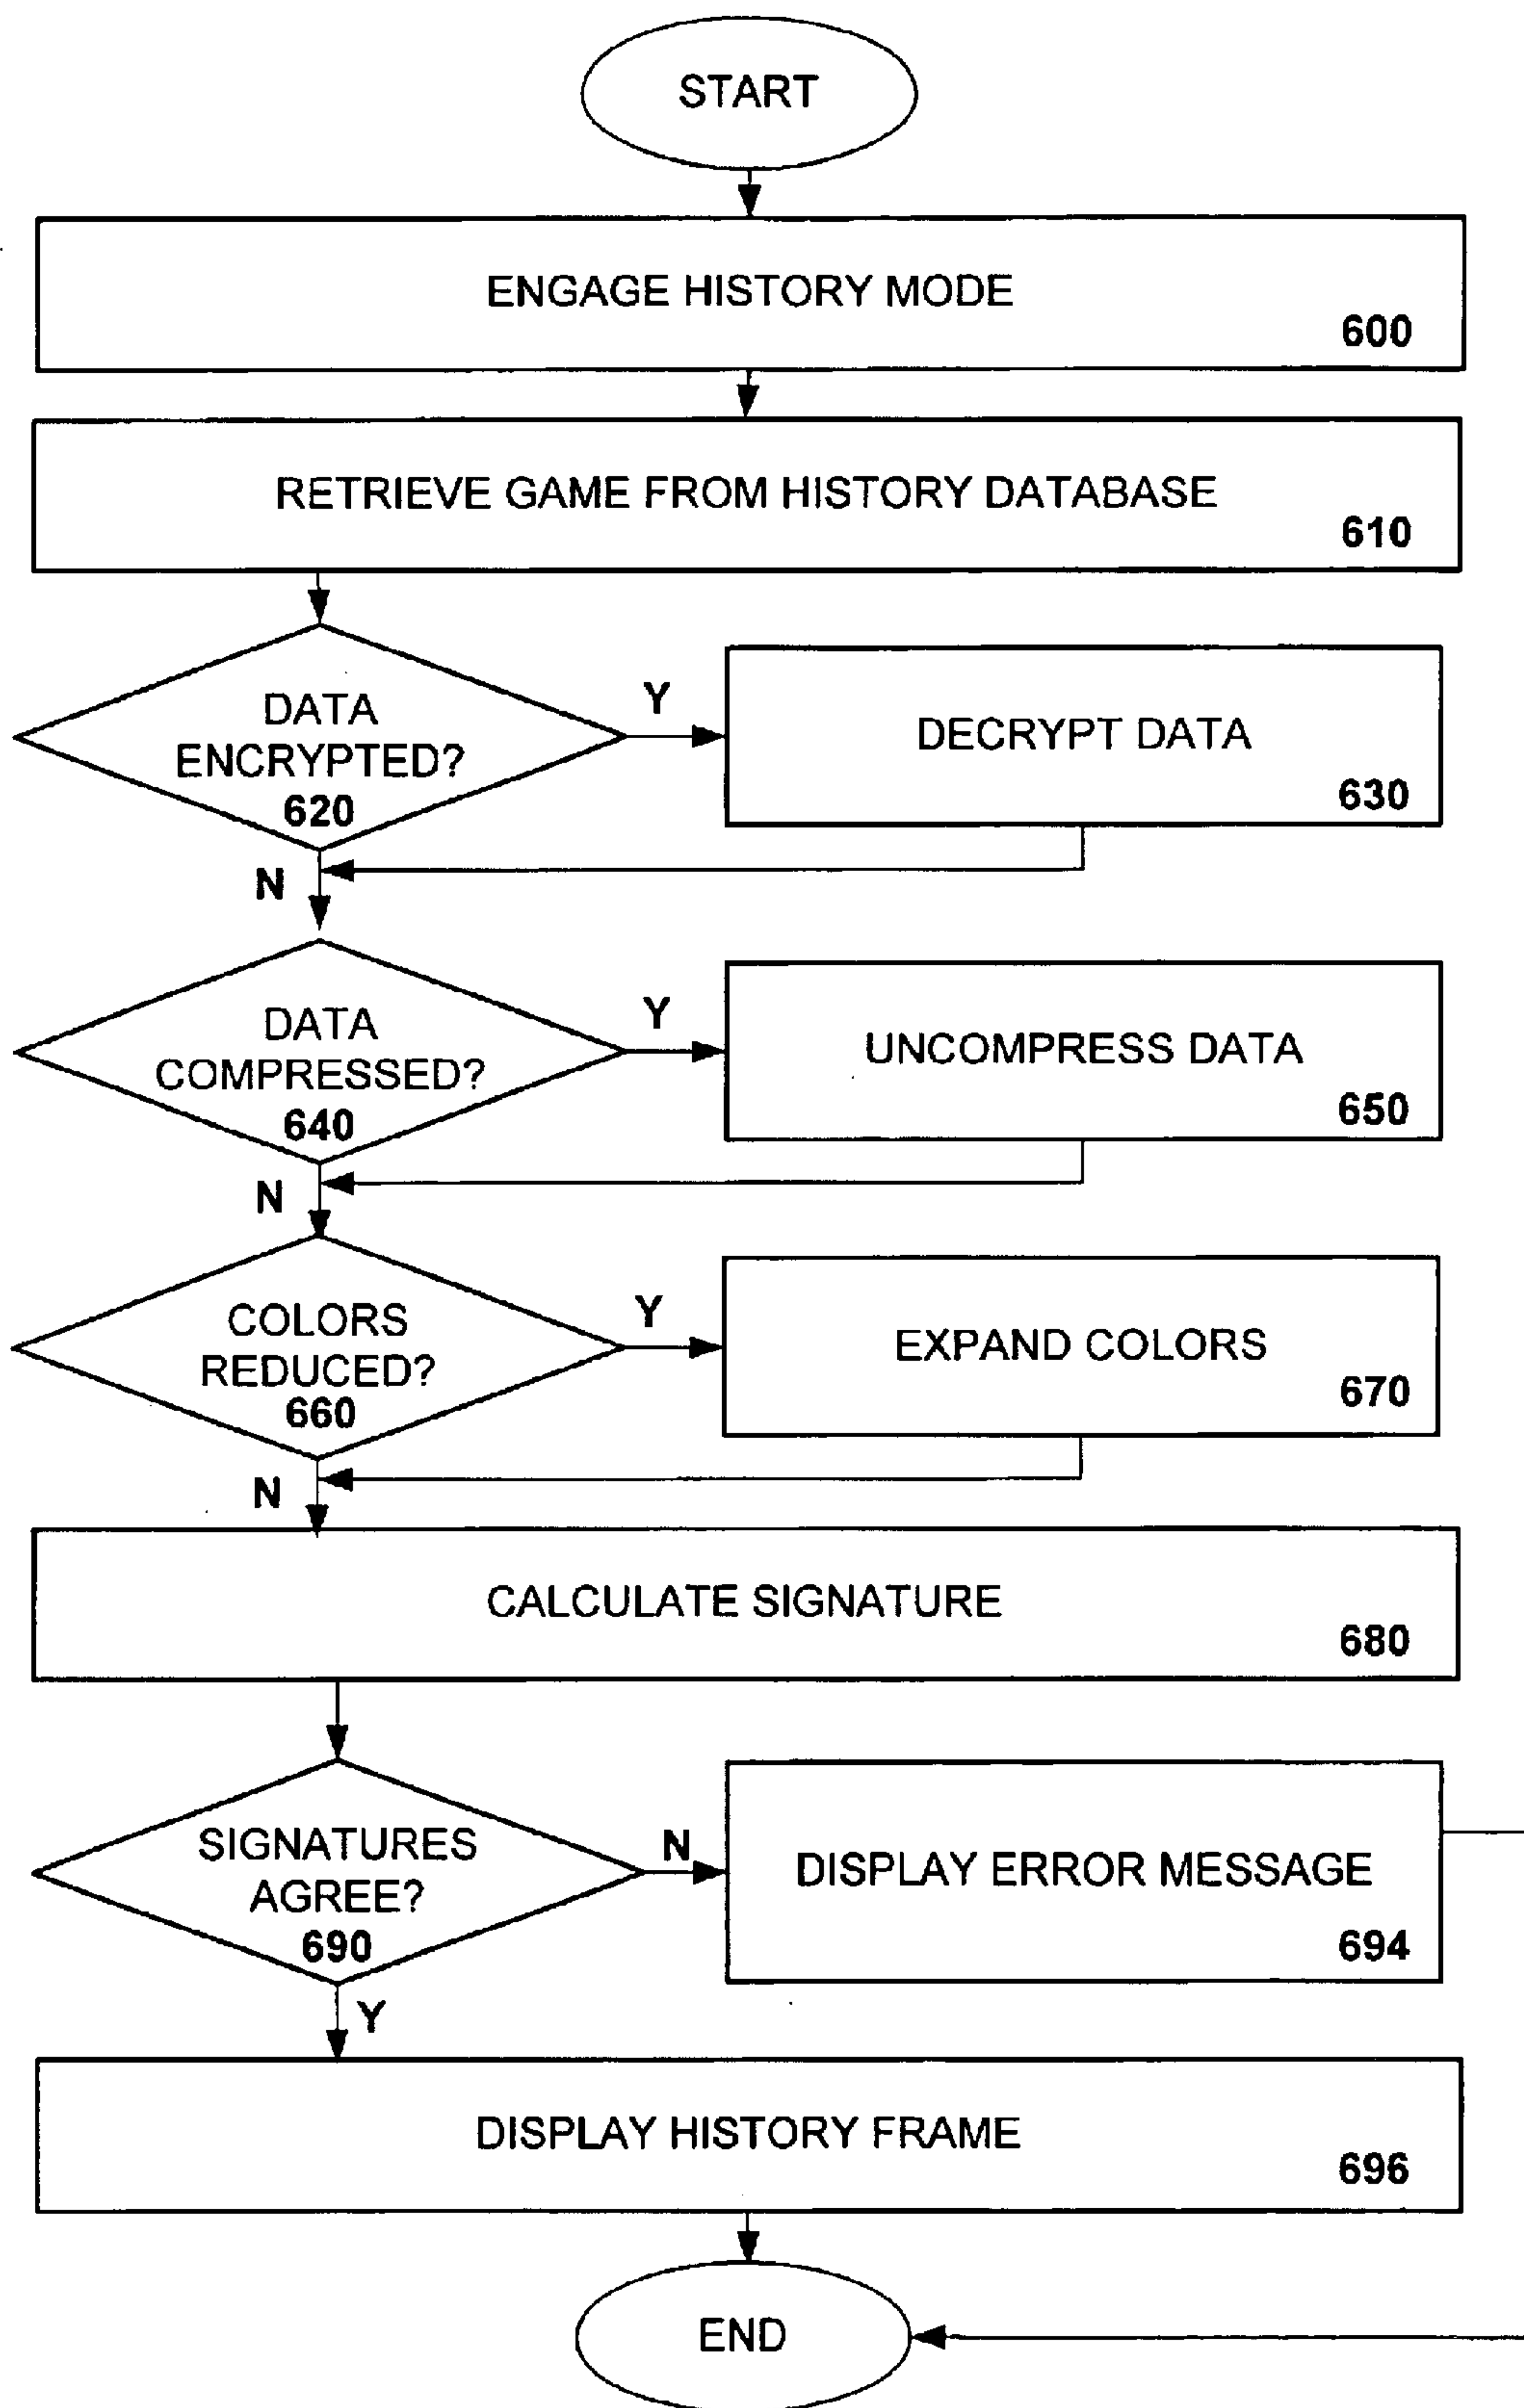 START
ENGAGE HISTORY MODE
600
RETRIEVE GAME FROM HISTORY DATABASE
610
DATA
ENCRYPTED?
620
Y
N
DECRYPT DATA
630
DATA
COMPRESSED?
640
Y
N
UNCOMPRESS DATA
650
COLORS
REDUCED?
660
Y
N
EXPAND COLORS
670
CALCULATE SIGNATURE
680
SIGNATURES
AGREE?
690
N
Y
DISPLAY ERROR MESSAGE
694
DISPLAY HISTORY FRAME
696
END